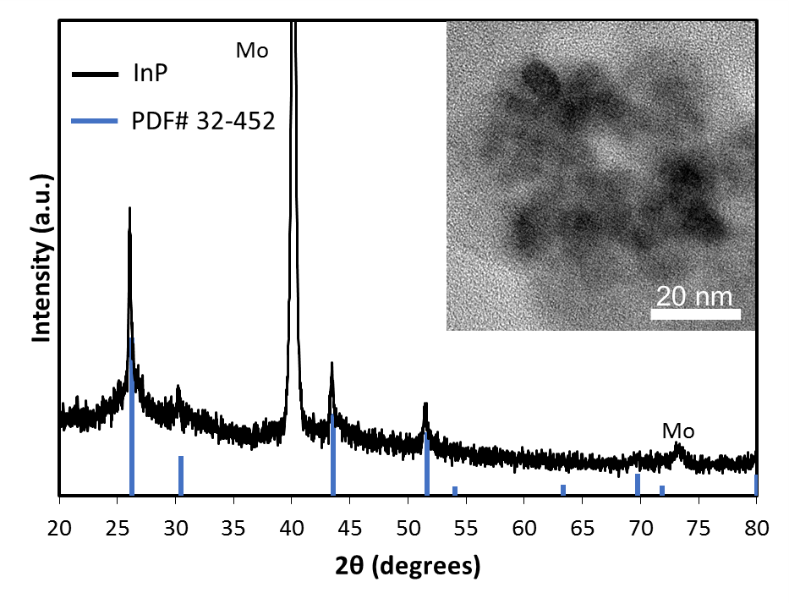 Mo
InP
PDF# 32-452
20 nm
Mo
Intensity (a.u.)
20 25 30 35 40 45 50 55 60 65 70 75 80
2θ (degrees)